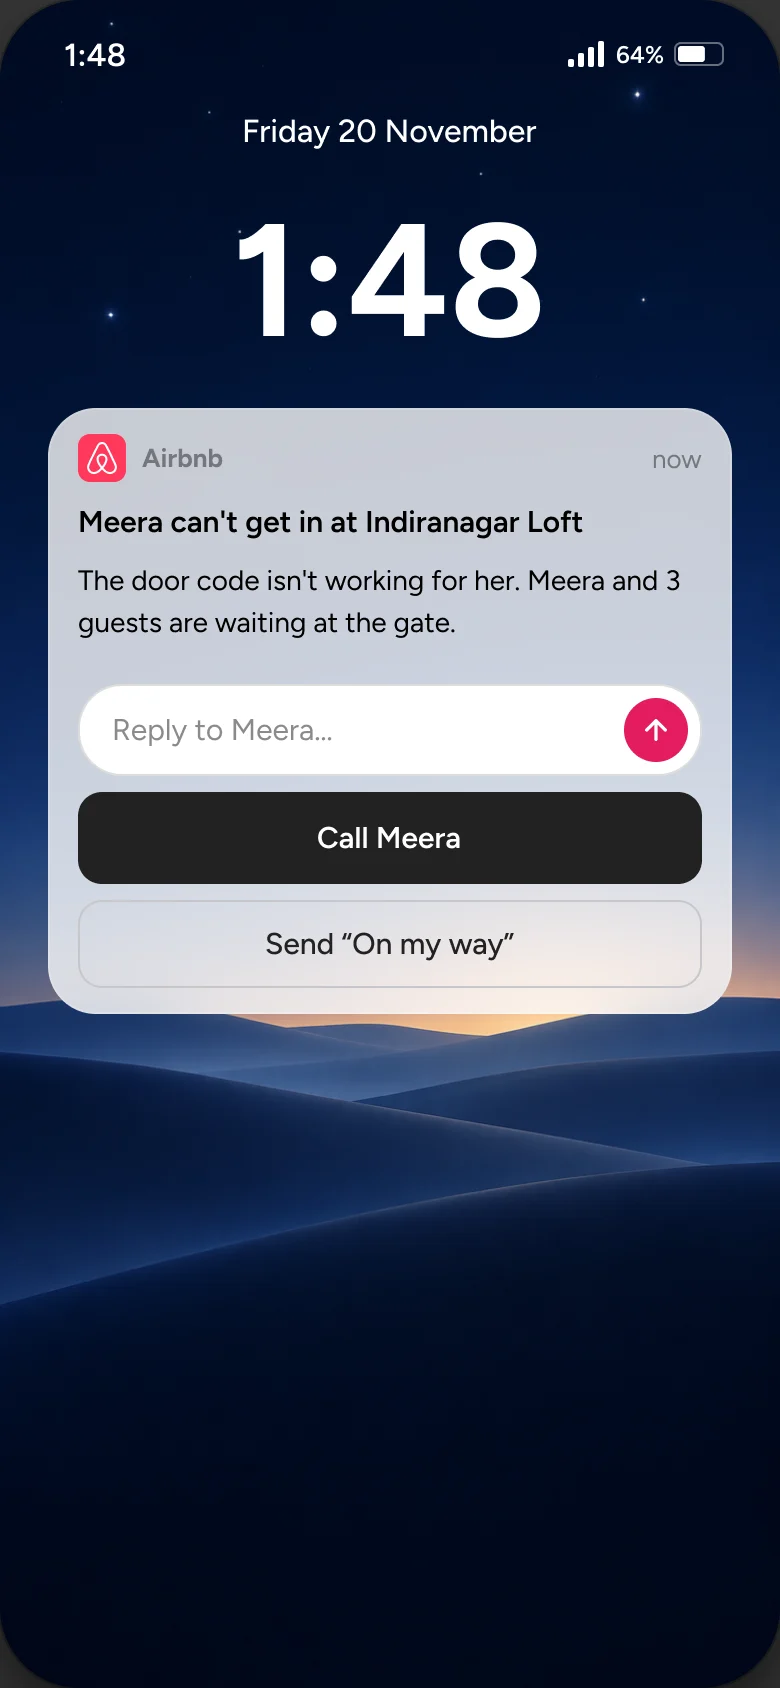 1:48
64%
Friday 20 November
1:48
Airbnb
now
Meera can't get in at Indiranagar Loft
The door code isn't working for her. Meera and 3
guests are waiting at the gate.
Reply to Meera...
Call Meera
Send “On my way”